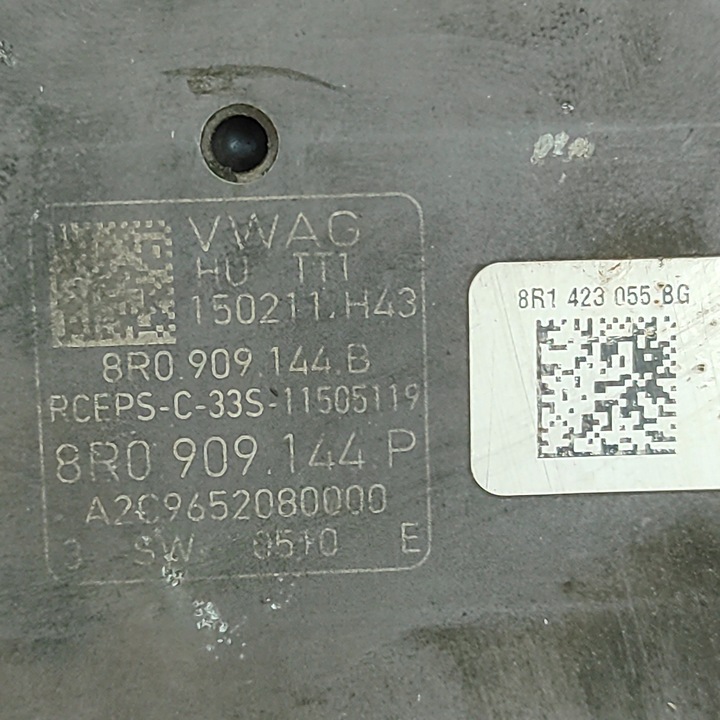 VWAG
HU TT1
150211.H43
8R0.909.144.B
RCEPS-C-33S-11505119
8R0 909.144 P
A2C9652080000
SW 0510 E
8R1 423 055.BG